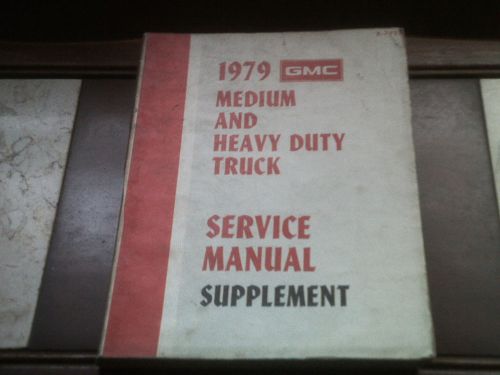 1979 GMC
MEDIUM
AND
HEAVY DUTY
TRUCK
SERVICE
MANUAL
SUPPLEMENT